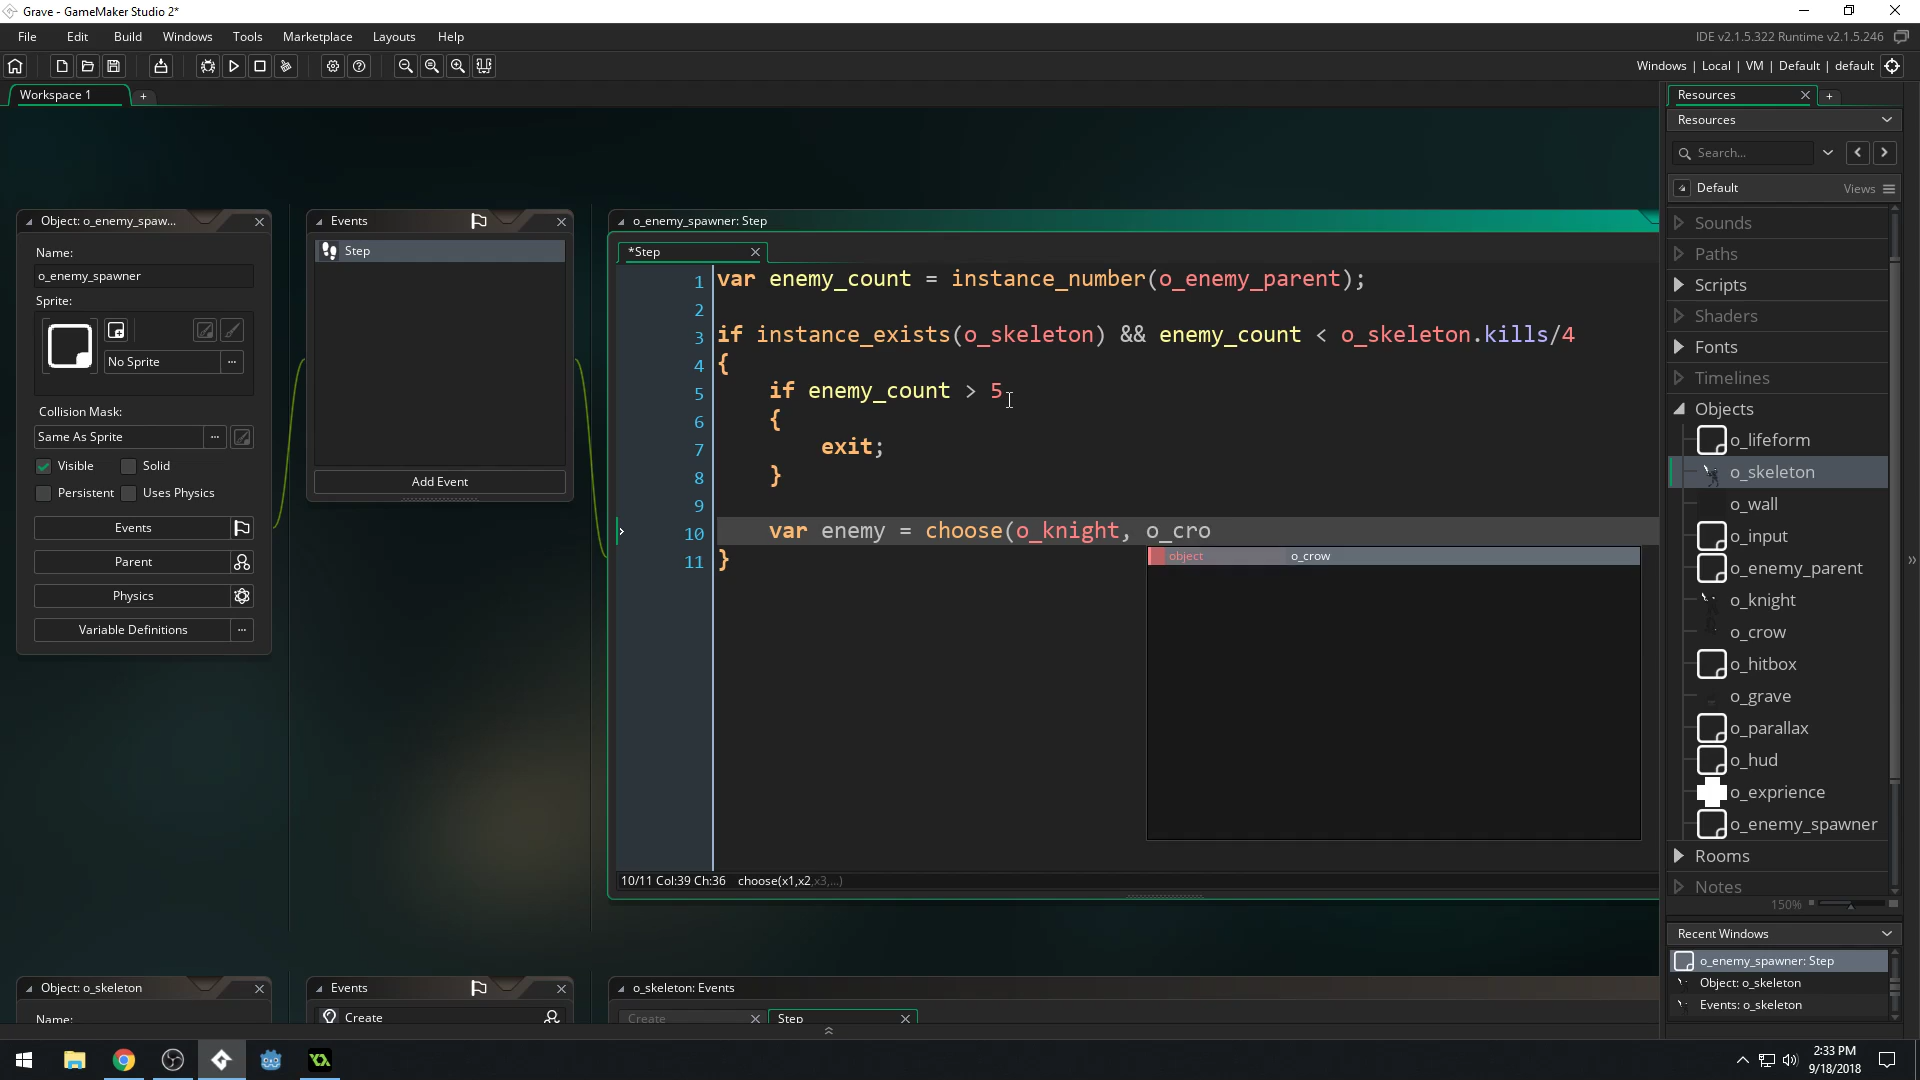 Grave - GameMaker Studio 2*
File Edit Build Windows Tools Marketplace Layouts Help
IDE v2.1.5.322 Runtime v2.1.5.246
Windows | Local | VM | Default | default
Workspace 1
Object: o_enemy_spaw...
Name:
o_enemy_spawner
Sprite:
No Sprite
Collision Mask:
Same As Sprite
Visible Solid
Persistent Uses Physics
Events
Parent
Physics
Variable Definitions
Events
Step
Add Event
o_enemy_spawner: Step
*Step
1 var enemy_count = instance_number(o_enemy_parent);
2
3 if instance_exists(o_skeleton) && enemy_count < o_skeleton.kills/4
4 {
5 if enemy_count > 5
6 {
7 exit;
8 }
9
10 var enemy = choose(o_knight, o_cro
11 }
object o_crow
10/11 Col:39 Ch:36 choose(x1,x2,x3,...)
Object: o_skeleton
Name:
Events
Create
o_skeleton: Events
Create
Step
Resources
Resources
Search...
Default Views
Sounds
Paths
Scripts
Shaders
Fonts
Timelines
Objects
o_lifeform
o_skeleton
o_wall
o_input
o_enemy_parent
o_knight
o_crow
o_hitbox
o_grave
o_parallax
o_hud
o_exprience
o_enemy_spawner
Rooms
Notes
150%
Recent Windows
o_enemy_spawner: Step
Object: o_skeleton
Events: o_skeleton
2:33 PM
9/18/2018